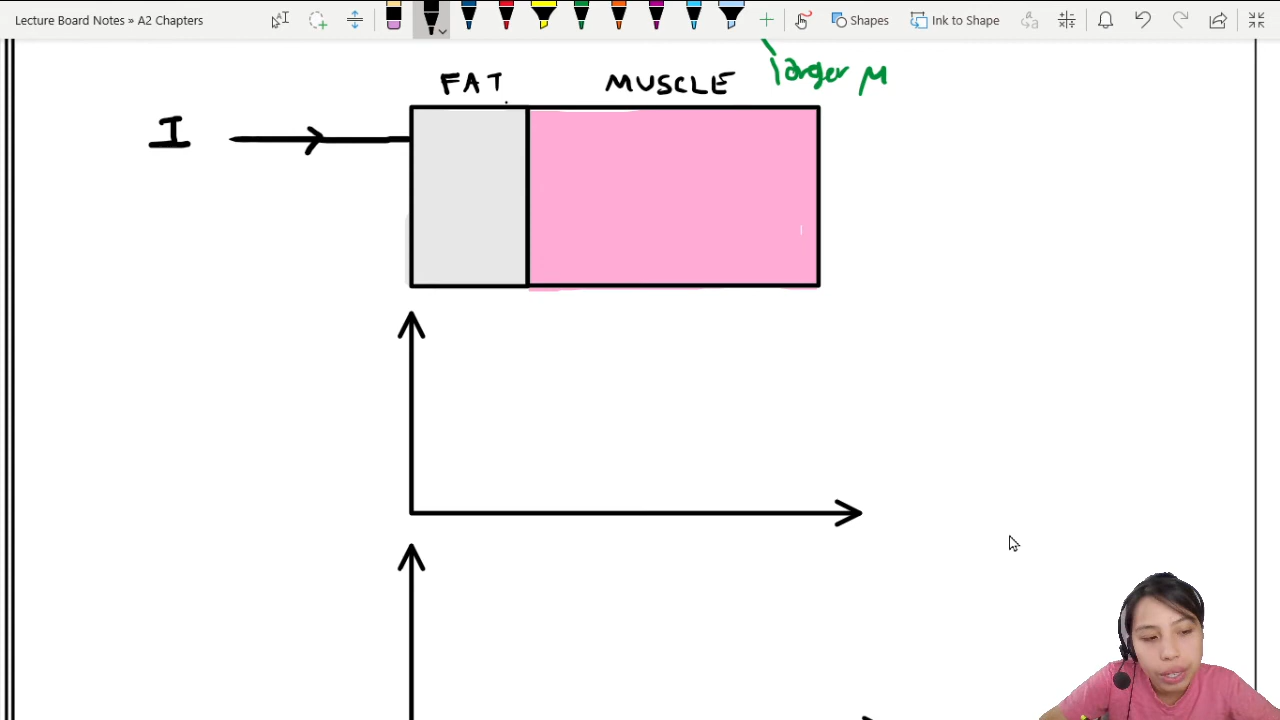 Lecture Board Notes » A2 Chapters
Shapes
Ink to Shape
larger μ
FAT
MUSCLE
I